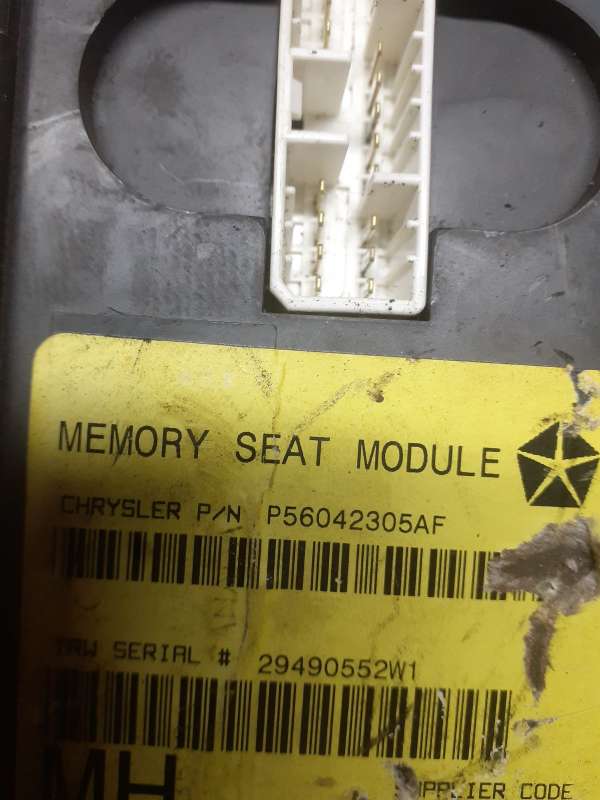 MEMORY SEAT MODULE
CHRYSLER P/N P56042305AF
TRW SERIAL # 29490552W1
MH
SUPPLIER CODE